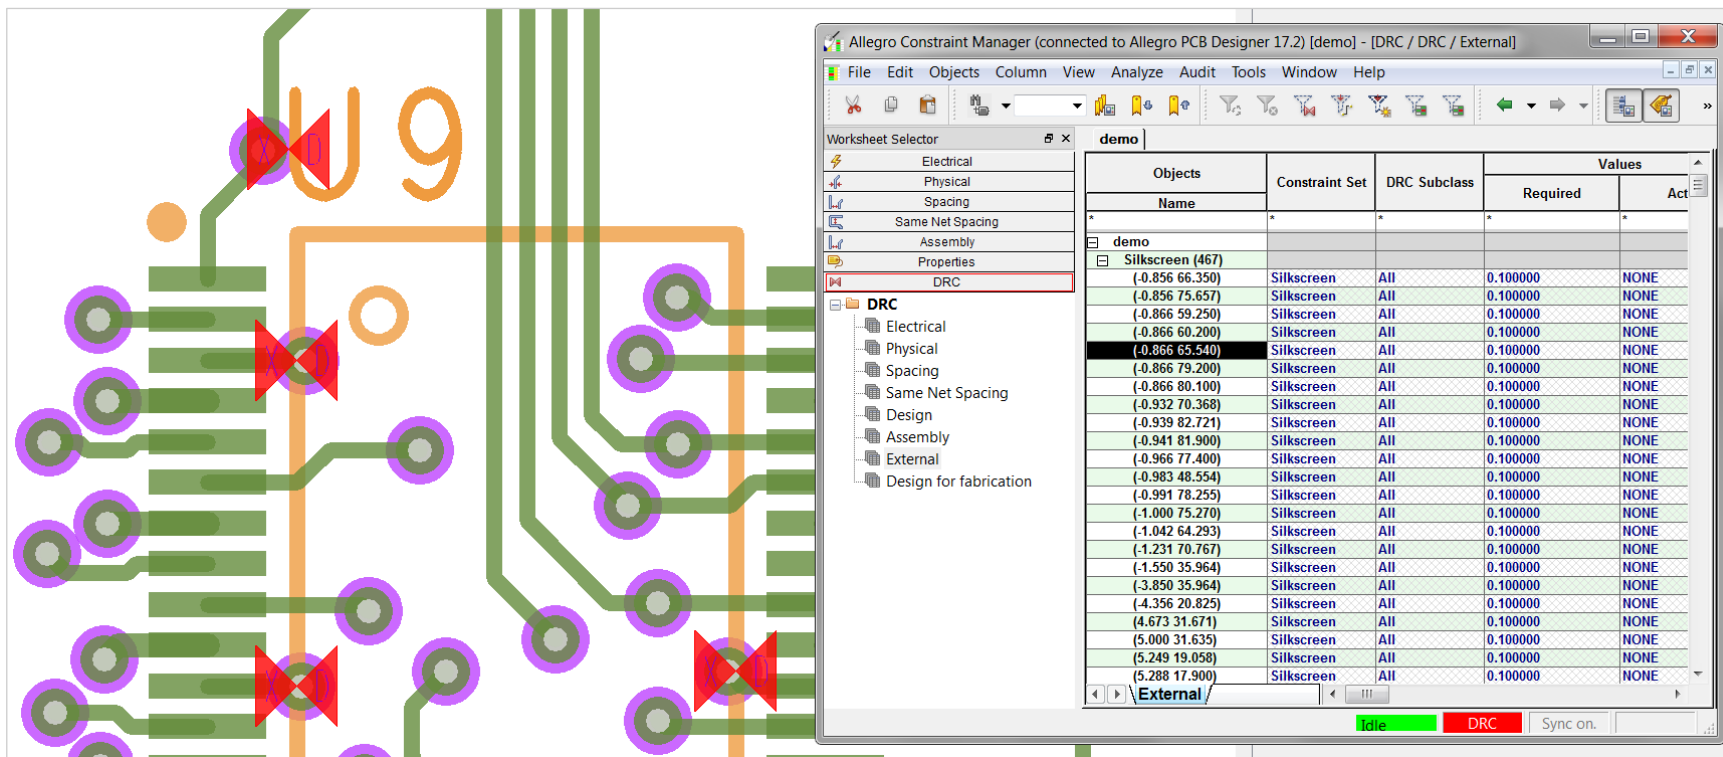 U 9
X D
X D
X D
X D
Allegro Constraint Manager (connected to Allegro PCB Designer 17.2) [demo] - [DRC / DRC / External]
File Edit Objects Column View Analyze Audit Tools Window Help
»
Worksheet Selector
Electrical
Physical
Spacing
Same Net Spacing
Assembly
Properties
DRC
DRC
Electrical
Physical
Spacing
Same Net Spacing
Design
Assembly
External
Design for fabrication
demo
Objects Constraint Set DRC Subclass Values
Name Required Act
* * * * *
demo
Silkscreen (467)
(-0.856 66.350) Silkscreen All 0.100000 NONE
(-0.856 75.657) Silkscreen All 0.100000 NONE
(-0.866 59.250) Silkscreen All 0.100000 NONE
(-0.866 60.200) Silkscreen All 0.100000 NONE
(-0.866 65.540) Silkscreen All 0.100000 NONE
(-0.866 79.200) Silkscreen All 0.100000 NONE
(-0.866 80.100) Silkscreen All 0.100000 NONE
(-0.932 70.368) Silkscreen All 0.100000 NONE
(-0.939 82.721) Silkscreen All 0.100000 NONE
(-0.941 81.900) Silkscreen All 0.100000 NONE
(-0.966 77.400) Silkscreen All 0.100000 NONE
(-0.983 48.554) Silkscreen All 0.100000 NONE
(-0.991 78.255) Silkscreen All 0.100000 NONE
(-1.000 75.270) Silkscreen All 0.100000 NONE
(-1.042 64.293) Silkscreen All 0.100000 NONE
(-1.231 70.767) Silkscreen All 0.100000 NONE
(-1.550 35.964) Silkscreen All 0.100000 NONE
(-3.850 35.964) Silkscreen All 0.100000 NONE
(-4.356 20.825) Silkscreen All 0.100000 NONE
(4.673 31.671) Silkscreen All 0.100000 NONE
(5.000 31.635) Silkscreen All 0.100000 NONE
(5.249 19.058) Silkscreen All 0.100000 NONE
(5.288 17.900) Silkscreen All 0.100000 NONE
External
Idle DRC Sync on.